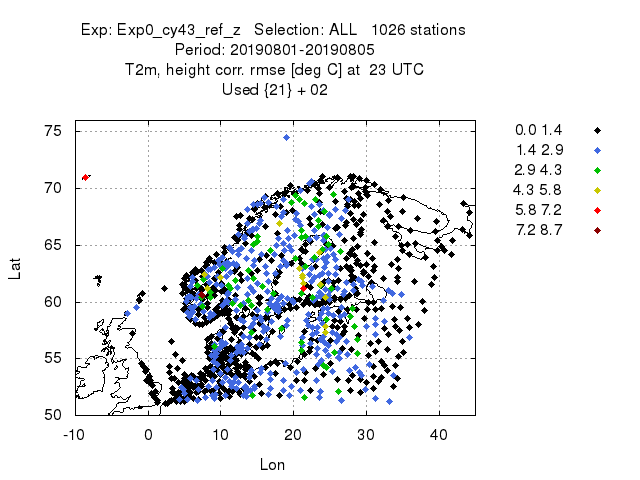 Exp: Exp0_cy43_ref_z   Selection: ALL   1026 stations
Period: 20190801-20190805
T2m, height corr. rmse [deg C] at  23 UTC
Used {21} + 02
75
70
65
60
55
50
Lat
-10 0 10 20 30 40
Lon
0.0 1.4
1.4 2.9
2.9 4.3
4.3 5.8
5.8 7.2
7.2 8.7